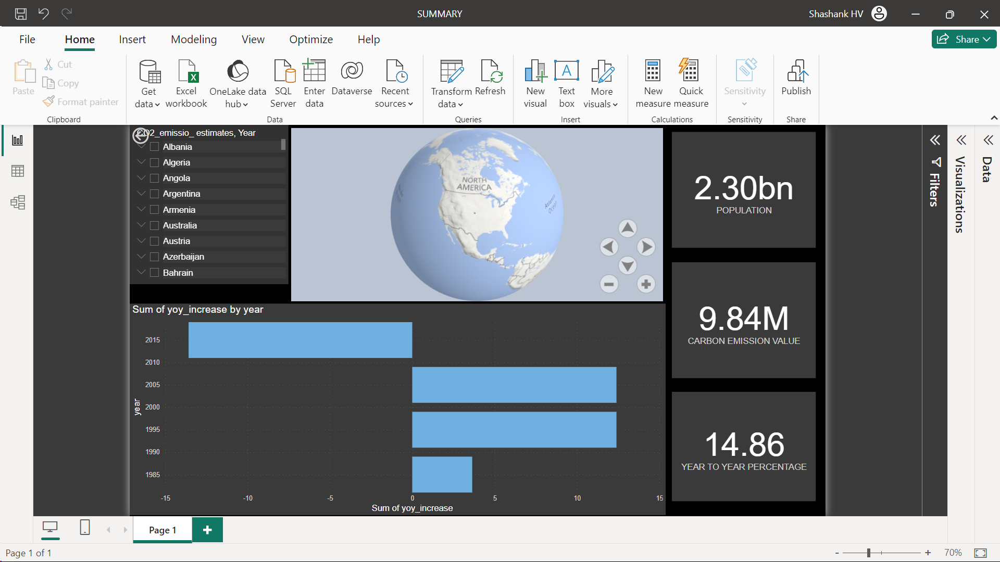 SUMMARY
Shashank HV
File
Home
Insert
Modeling
View
Optimize
Help
Share
Paste
Cut
Copy
Format painter
Clipboard
Get
data
Excel
workbook
OneLake data
hub
SQL
Server
Enter
data
Dataverse
Recent
sources
Data
Transform
data
Refresh
Queries
New
visual
Text
box
More
visuals
Insert
New
measure
Quick
measure
Calculations
Sensitivity
Sensitivity
Publish
Share
CO2_emissio_ estimates, Year
Albania
Algeria
Angola
Argentina
Armenia
Australia
Austria
Azerbaijan
Bahrain
NORTH
AMERICA
Atlantic
Ocean
2.30bn
POPULATION
9.84M
CARBON EMISSION VALUE
14.86
YEAR TO YEAR PERCENTAGE
Filters
Visualizations
Data
Sum of yoy_increase by year
year
2015
2010
2005
2000
1995
1990
1985
-15
-10
-5
0
5
10
15
Sum of yoy_increase
Page 1
Page 1 of 1
- + 70%